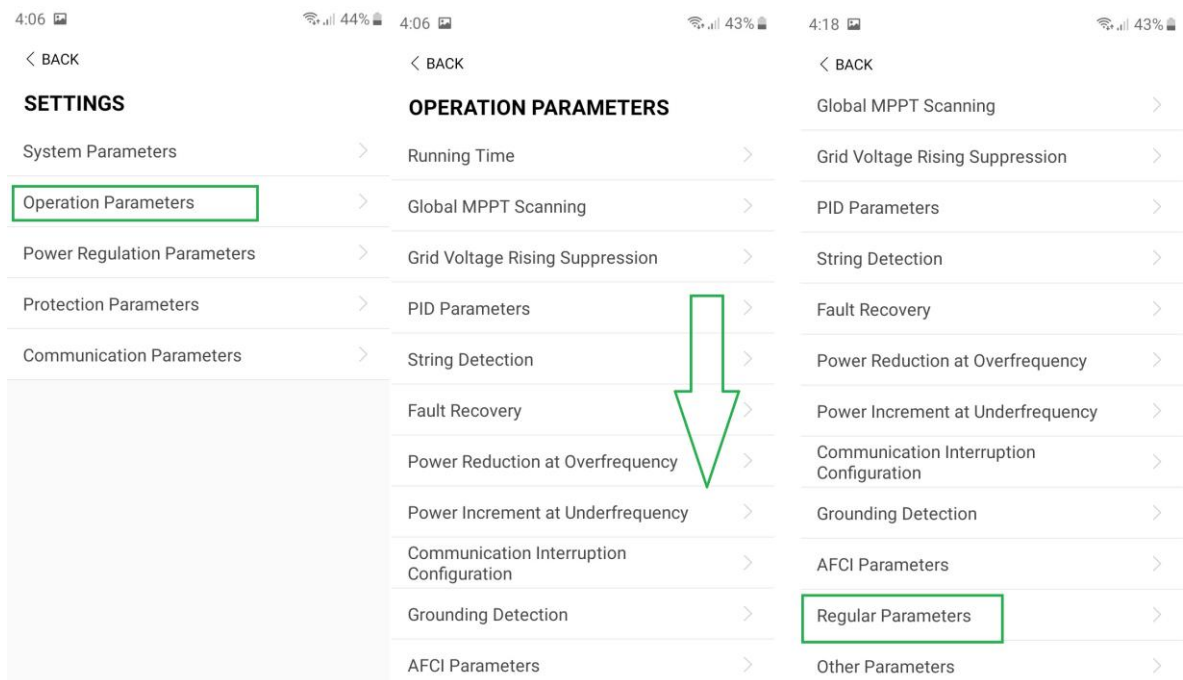 4:06
44%
< BACK
SETTINGS
System Parameters
Operation Parameters
Power Regulation Parameters
Protection Parameters
Communication Parameters
4:06
43%
< BACK
OPERATION PARAMETERS
Running Time
Global MPPT Scanning
Grid Voltage Rising Suppression
PID Parameters
String Detection
Fault Recovery
Power Reduction at Overfrequency
Power Increment at Underfrequency
Communication Interruption
Configuration
Grounding Detection
AFCI Parameters
4:18
43%
< BACK
Global MPPT Scanning
Grid Voltage Rising Suppression
PID Parameters
String Detection
Fault Recovery
Power Reduction at Overfrequency
Power Increment at Underfrequency
Communication Interruption
Configuration
Grounding Detection
AFCI Parameters
Regular Parameters
Other Parameters